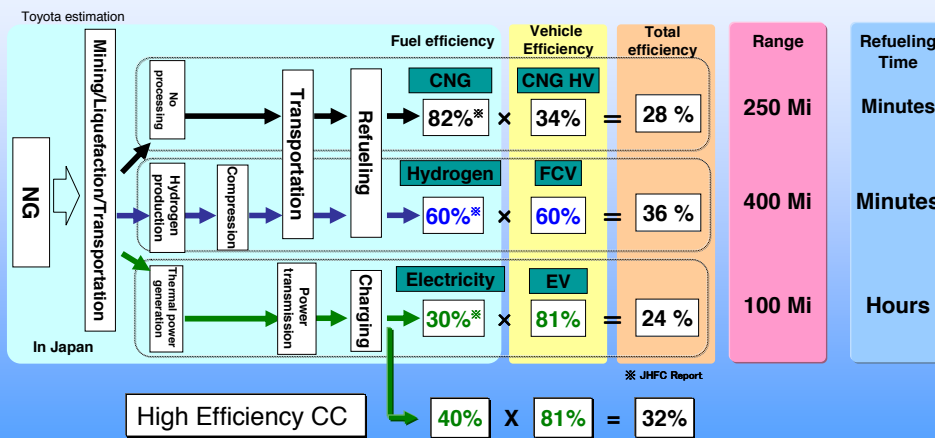 Toyota estimation
Fuel efficiency
Vehicle
Efficiency
Total
efficiency
Range
Refueling
Time
NG
Mining/Liquefaction/Transportation
No
processing
Transportation
Refueling
CNG
82%※
×
CNG HV
34%
=
28 %
250 Mi
Minutes
Hydrogen
production
Compression
Hydrogen
60%※
×
FCV
60%
=
36 %
400 Mi
Minutes
Thermal power
generation
Power
transmission
Charging
Electricity
30%※
×
EV
81%
=
24 %
100 Mi
Hours
In Japan
※ JHFC Report
High Efficiency CC
40% X 81% = 32%